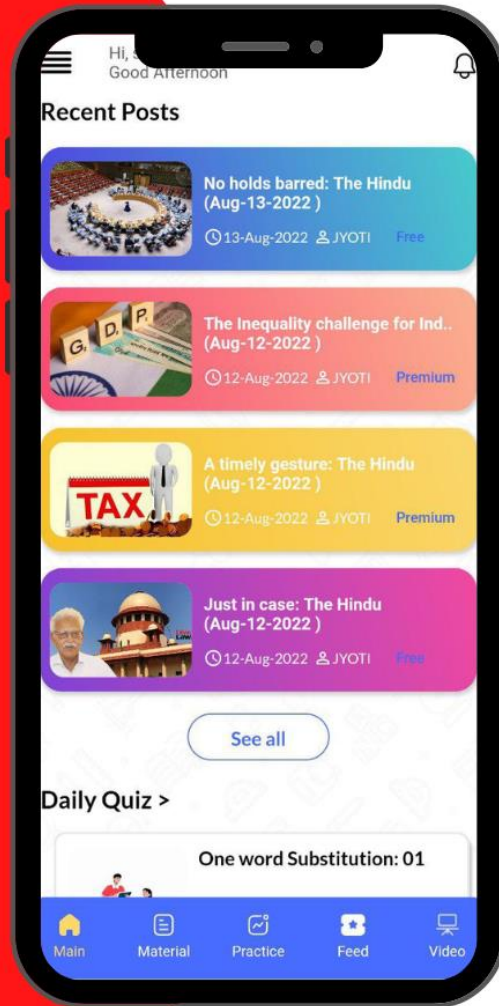 Hi,
Good Afternoon
Recent Posts
No holds barred: The Hindu
(Aug-13-2022 )
13-Aug-2022 JYOTI Free
G D P
The Inequality challenge for Ind..
(Aug-12-2022 )
12-Aug-2022 JYOTI Premium
TAX
A timely gesture: The Hindu
(Aug-12-2022 )
12-Aug-2022 JYOTI Premium
Just in case: The Hindu
(Aug-12-2022 )
12-Aug-2022 JYOTI Free
See all
Daily Quiz >
One word Substitution: 01
Main Material Practice Feed Video